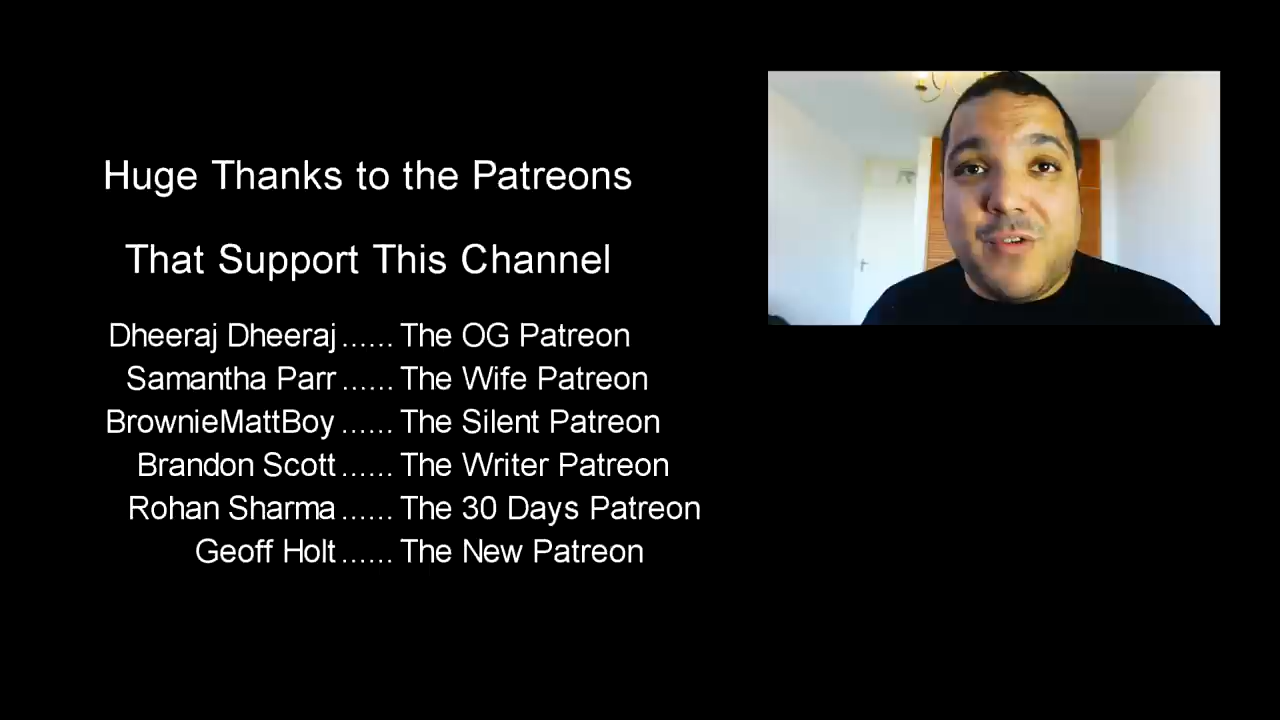 Huge Thanks to the Patreons
That Support This Channel
Dheeraj Dheeraj ...... The OG Patreon
Samantha Parr ...... The Wife Patreon
BrownieMattBoy ...... The Silent Patreon
Brandon Scott ...... The Writer Patreon
Rohan Sharma ...... The 30 Days Patreon
Geoff Holt ...... The New Patreon